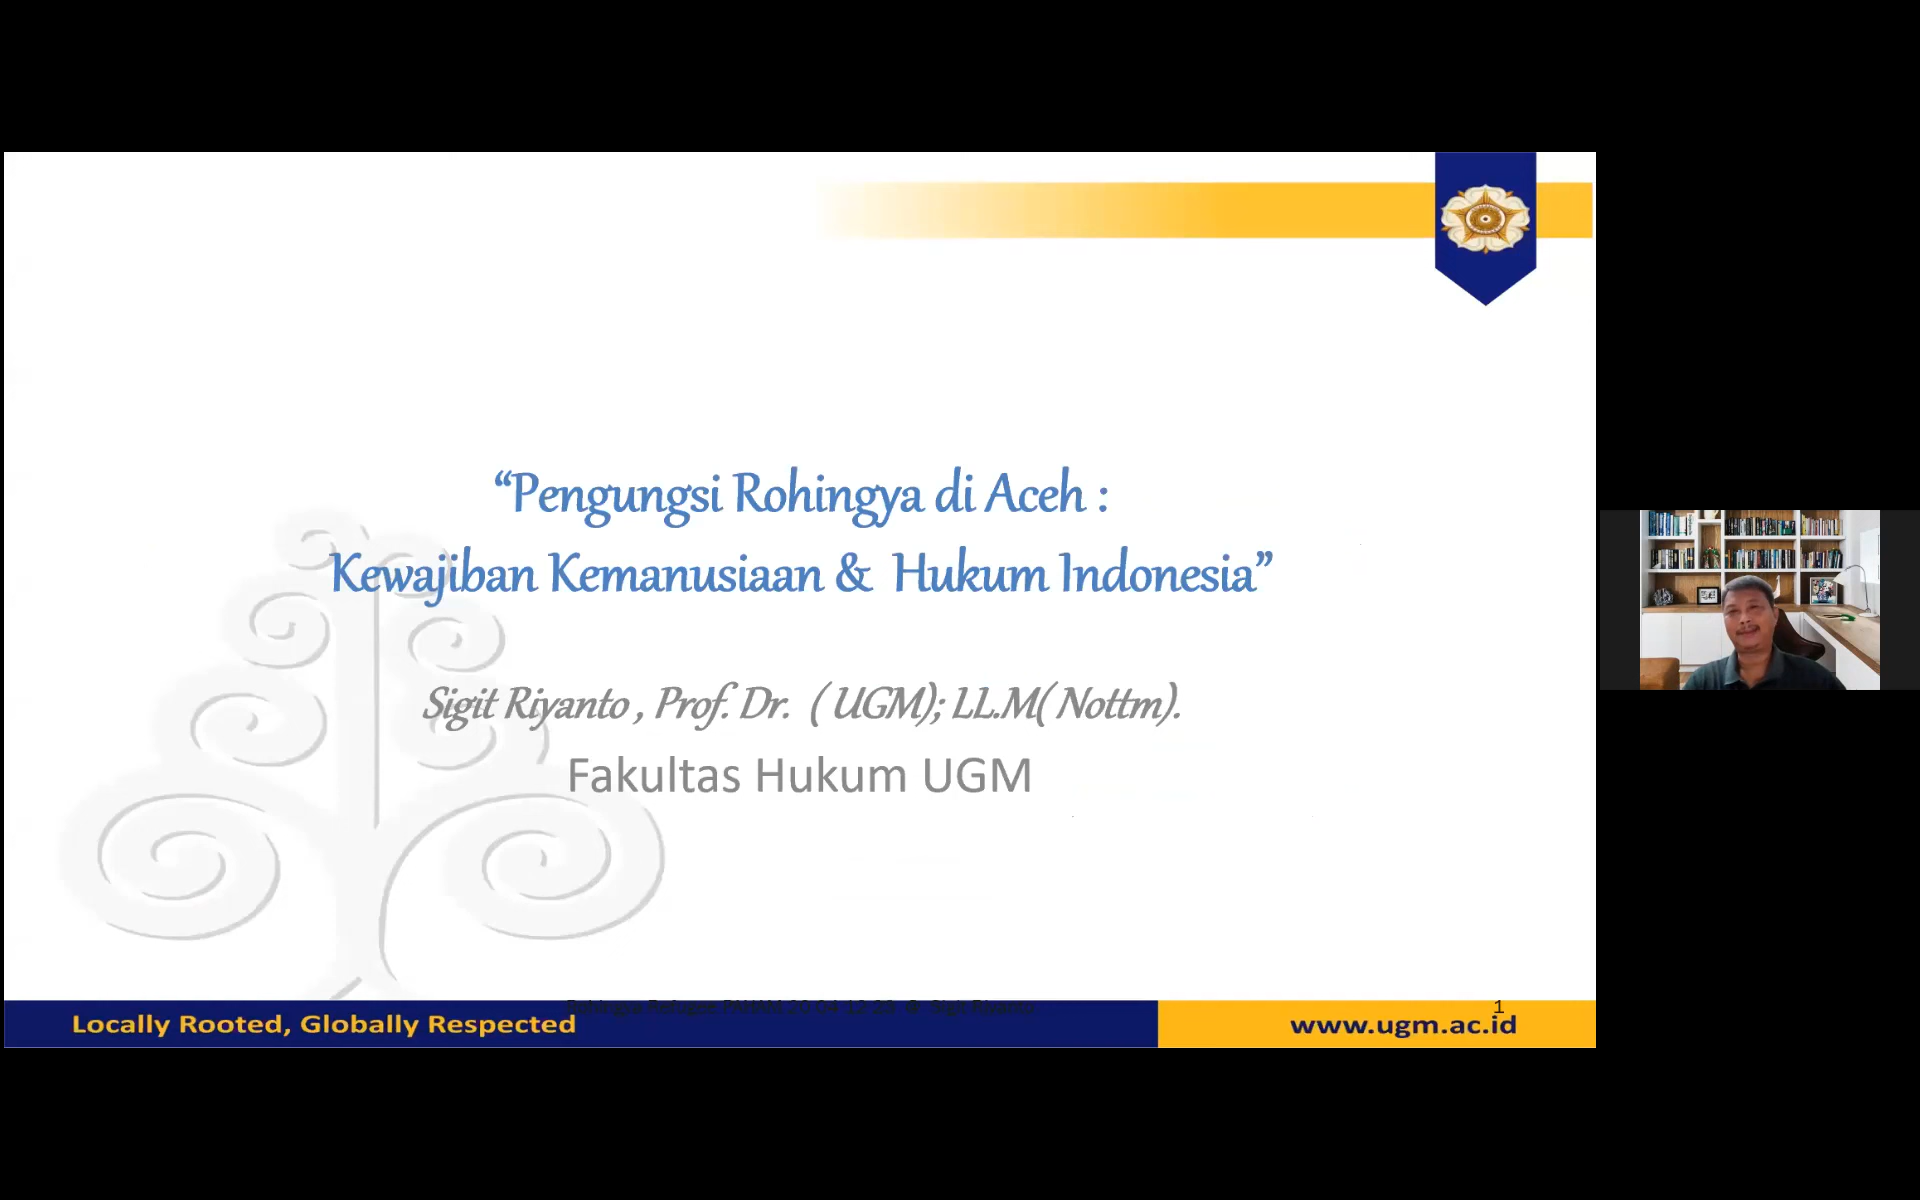 “Pengungsi Rohingya di Aceh :
Kewajiban Kemanusiaan & Hukum Indonesia”
Sigit Riyanto , Prof. Dr. ( UGM); LL.M( Nottm).
Fakultas Hukum UGM
1
Locally Rooted, Globally Respected
www.ugm.ac.id